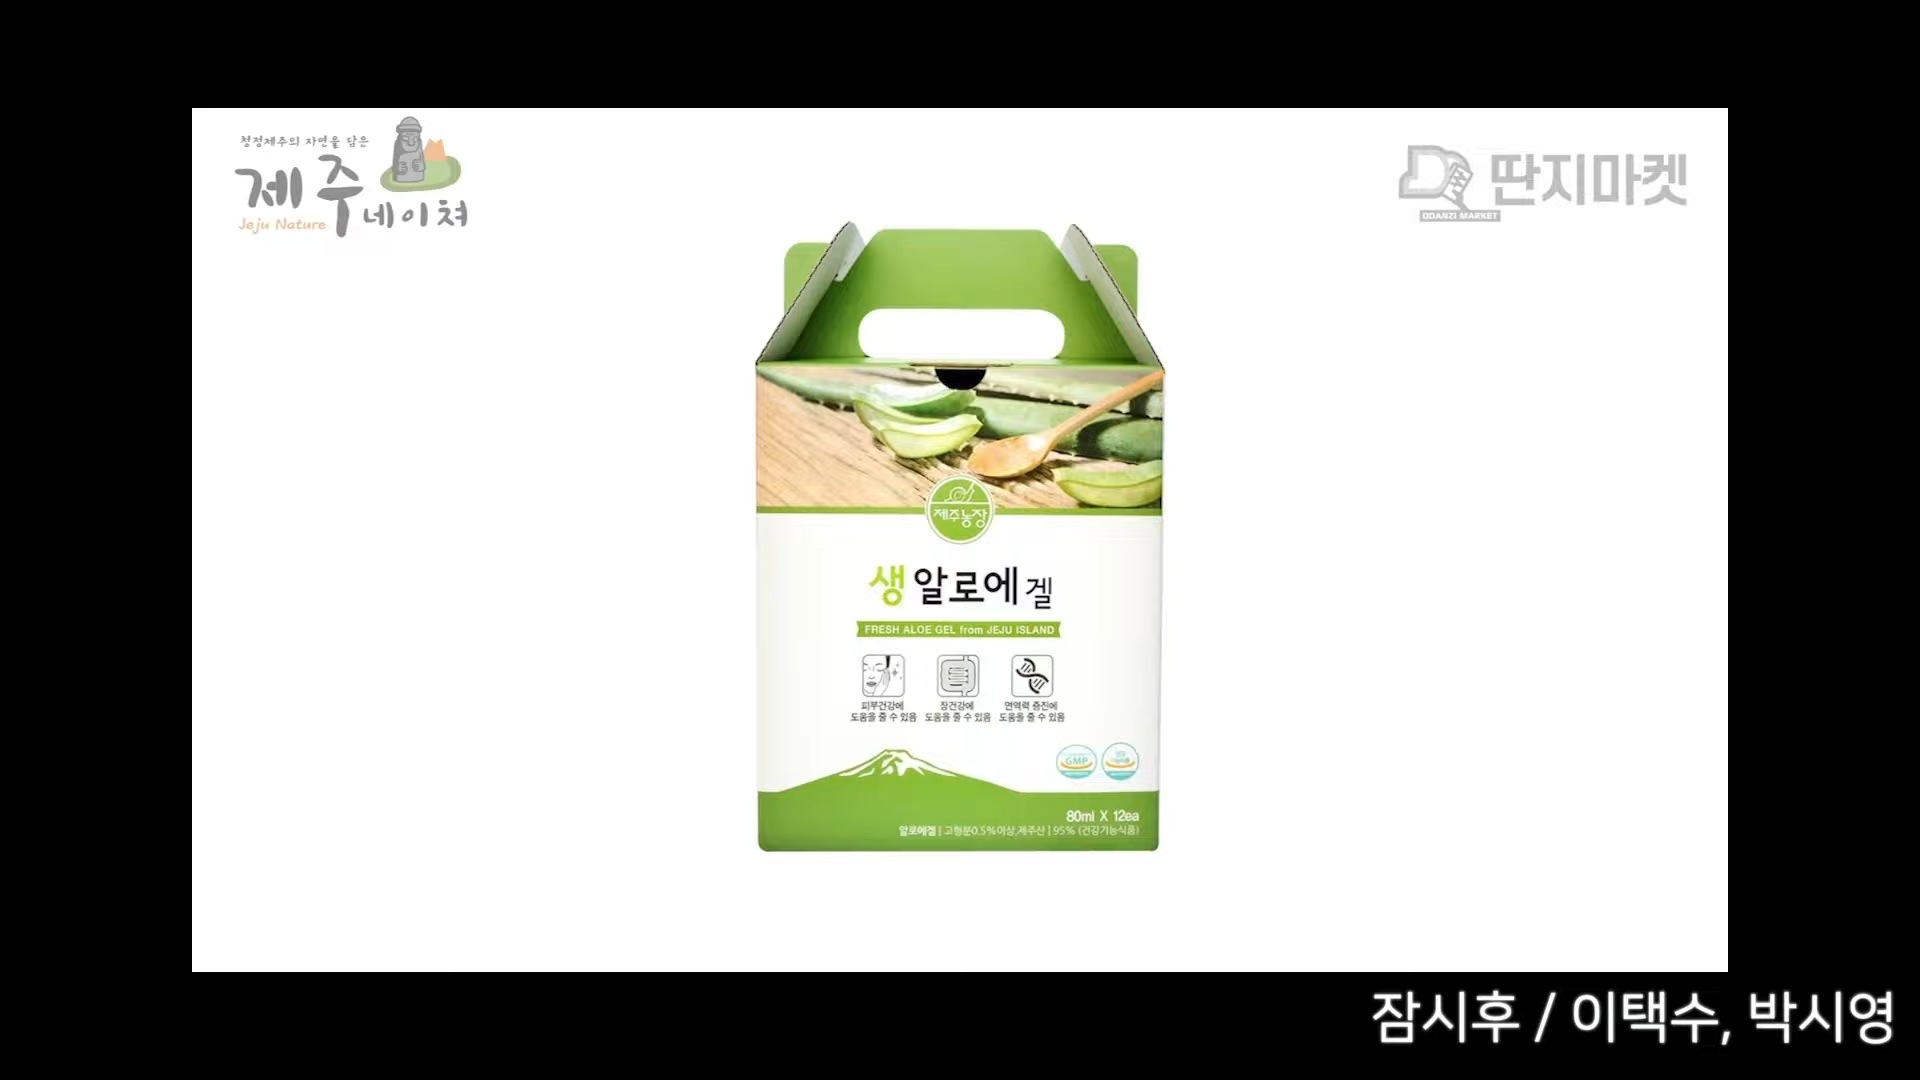 청정제주의 자연을 담은
제주네이쳐
Jeju Nature
딴지마켓
DDANZI MARKET
제주농장
생알로에겔
FRESH ALOE GEL from JEJU ISLAND
피부건강에
도움을 줄 수 있음
장건강에
도움을 줄 수 있음
면역력 증진에
도움을 줄 수 있음
GMP
80ml X 12ea
알로에겔 [ 고형분0.5%이상,제주산 ] 95% (건강기능식품)
잠시후 / 이택수, 박시영